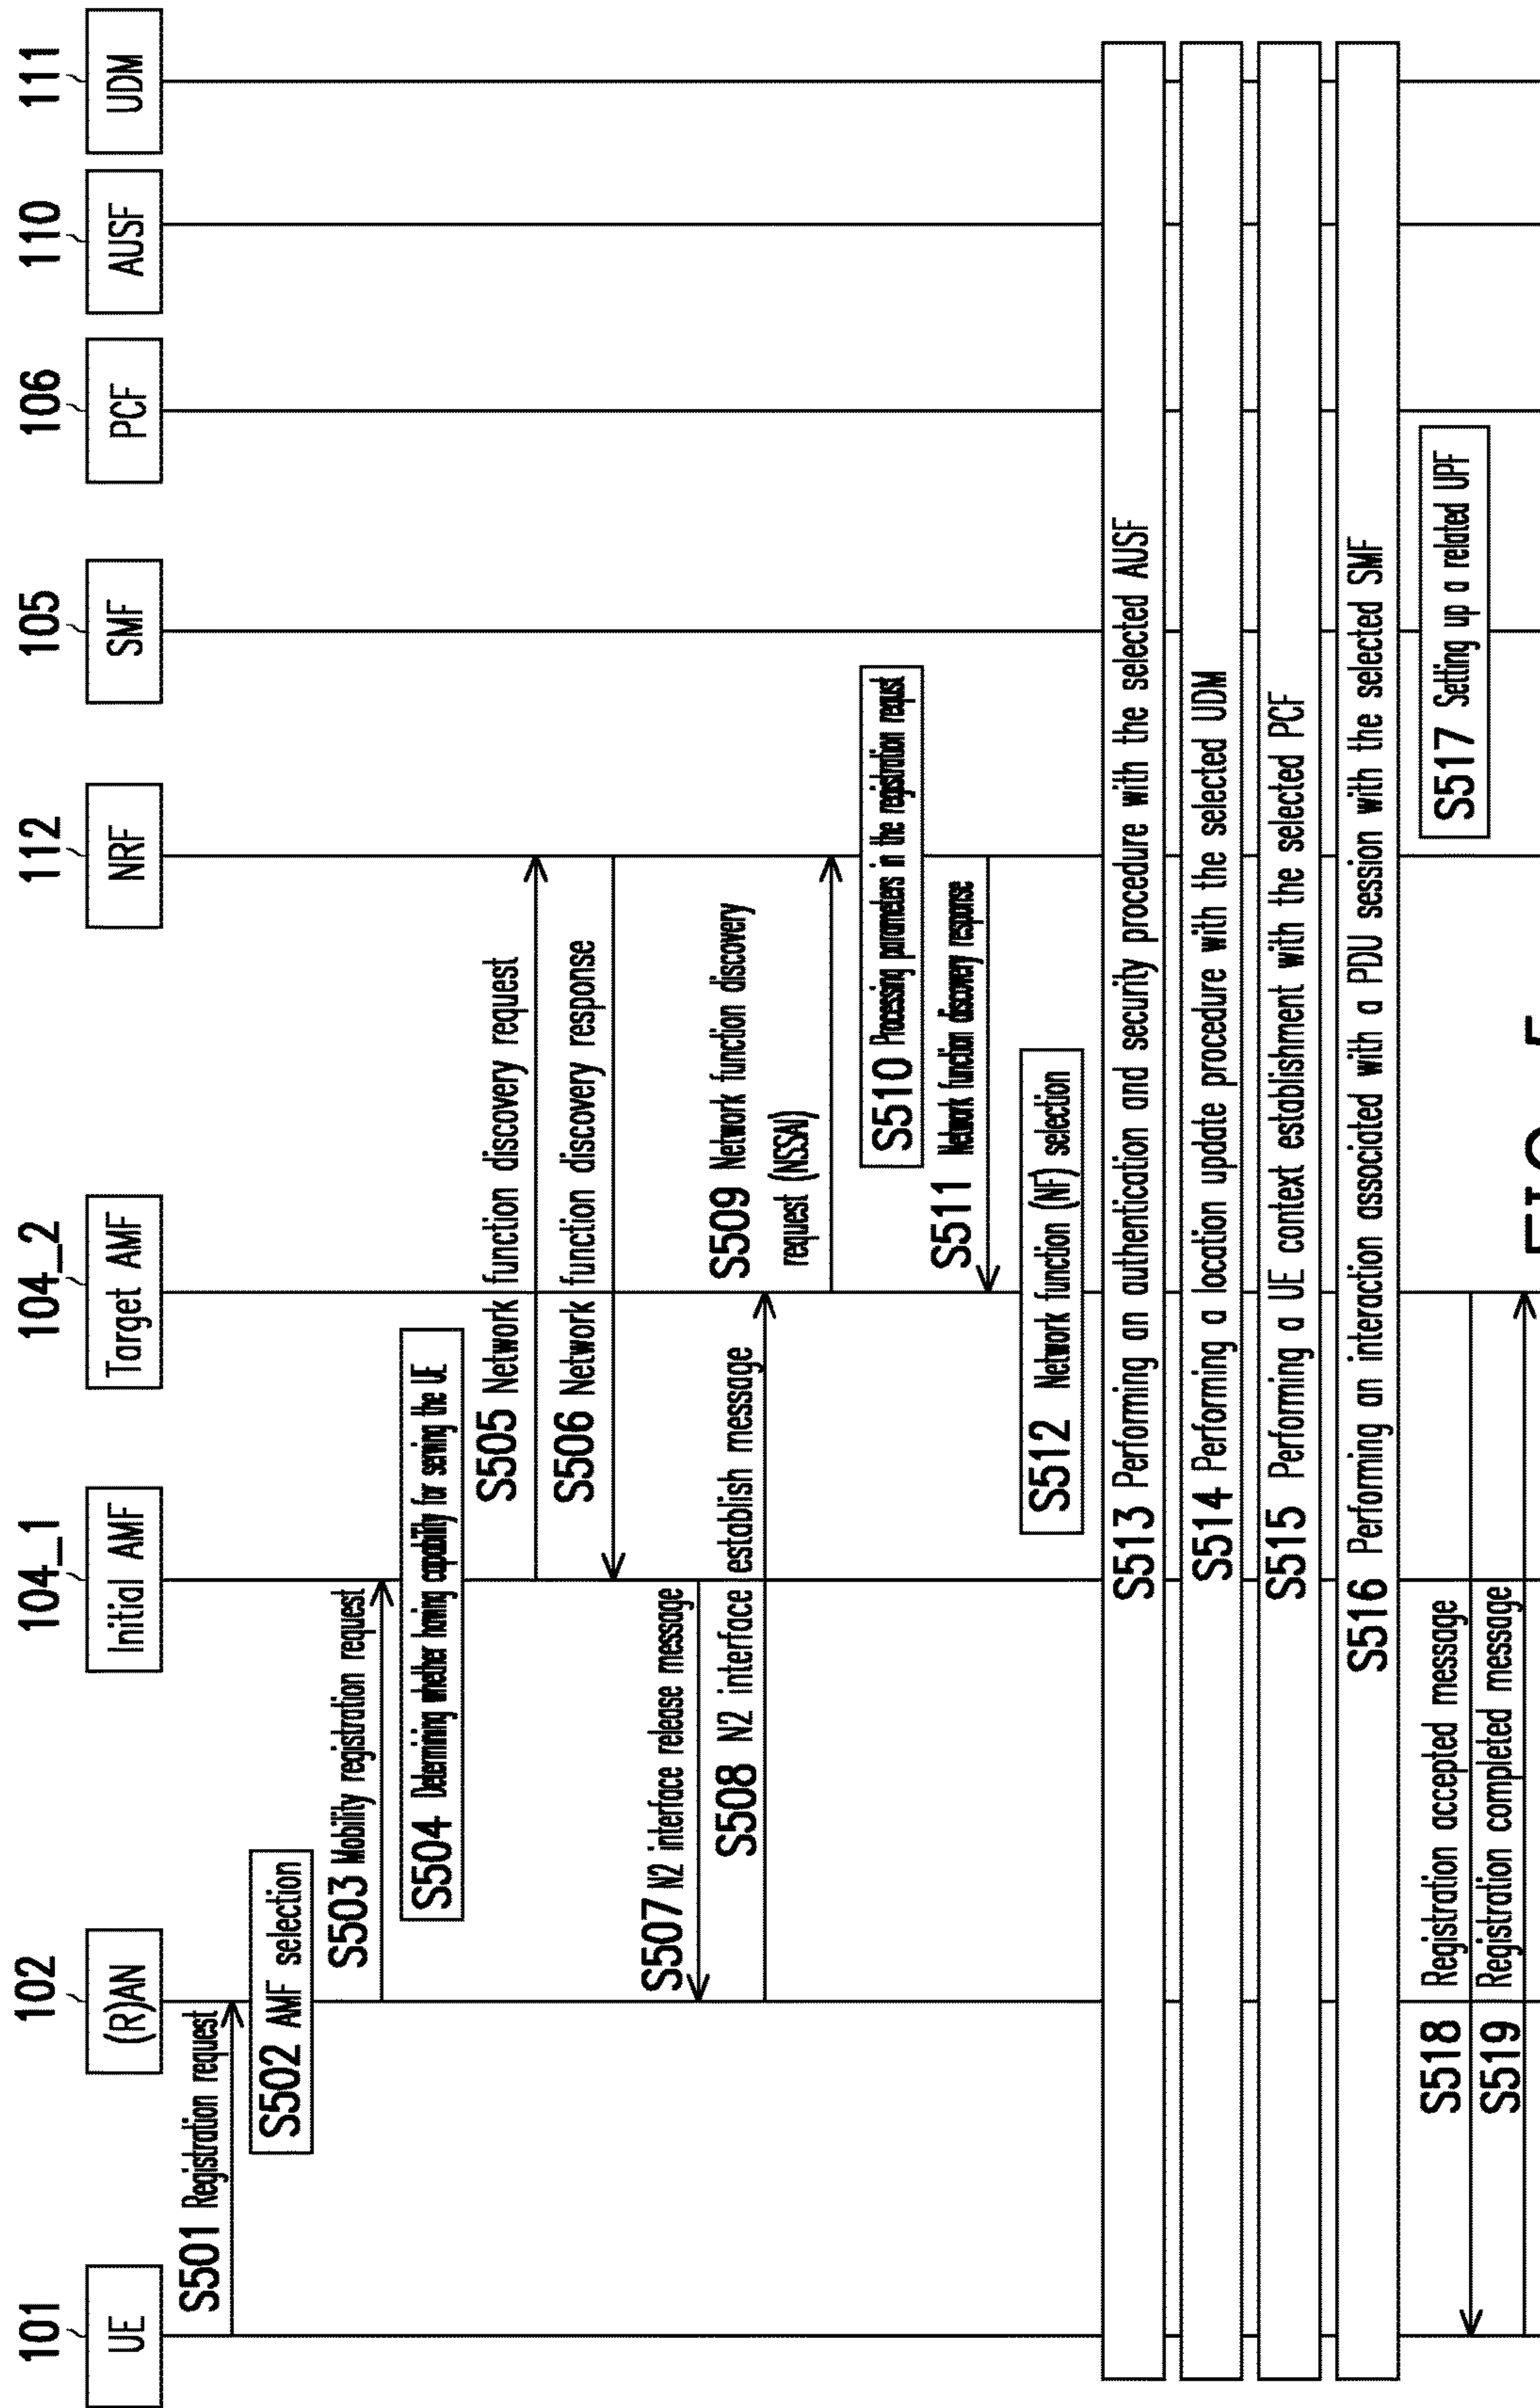 101
102
104_1
104_2
112
105
106
110
111
UE
(R)AN
Initial AMF
Target AMF
NRF
SMF
PCF
AUSF
UDM
S501 Registration request
S502 AMF selection
S503 Mobility registration request
S504 Determining whether having capability for serving the UE
S505 Network function discovery request
S506 Network function discovery response
S507 N2 interface release message
S508 N2 interface establish message
S509 Network function discovery
request (NSSAI)
S510 Processing parameters in the registration requst
S511 Network function discovery response
S512 Network function (NF) selection
S513 Performing an authentication and security procedure with the selected AUSF
S514 Performing a location update procedure with the selected UDM
S515 Performing a UE context establishment with the selected PCF
S516 Performing an interaction associated with a PDU session with the selected SMF
S517 Setting up a related UPF
S518 Registration accepted message
S519 Registration completed message